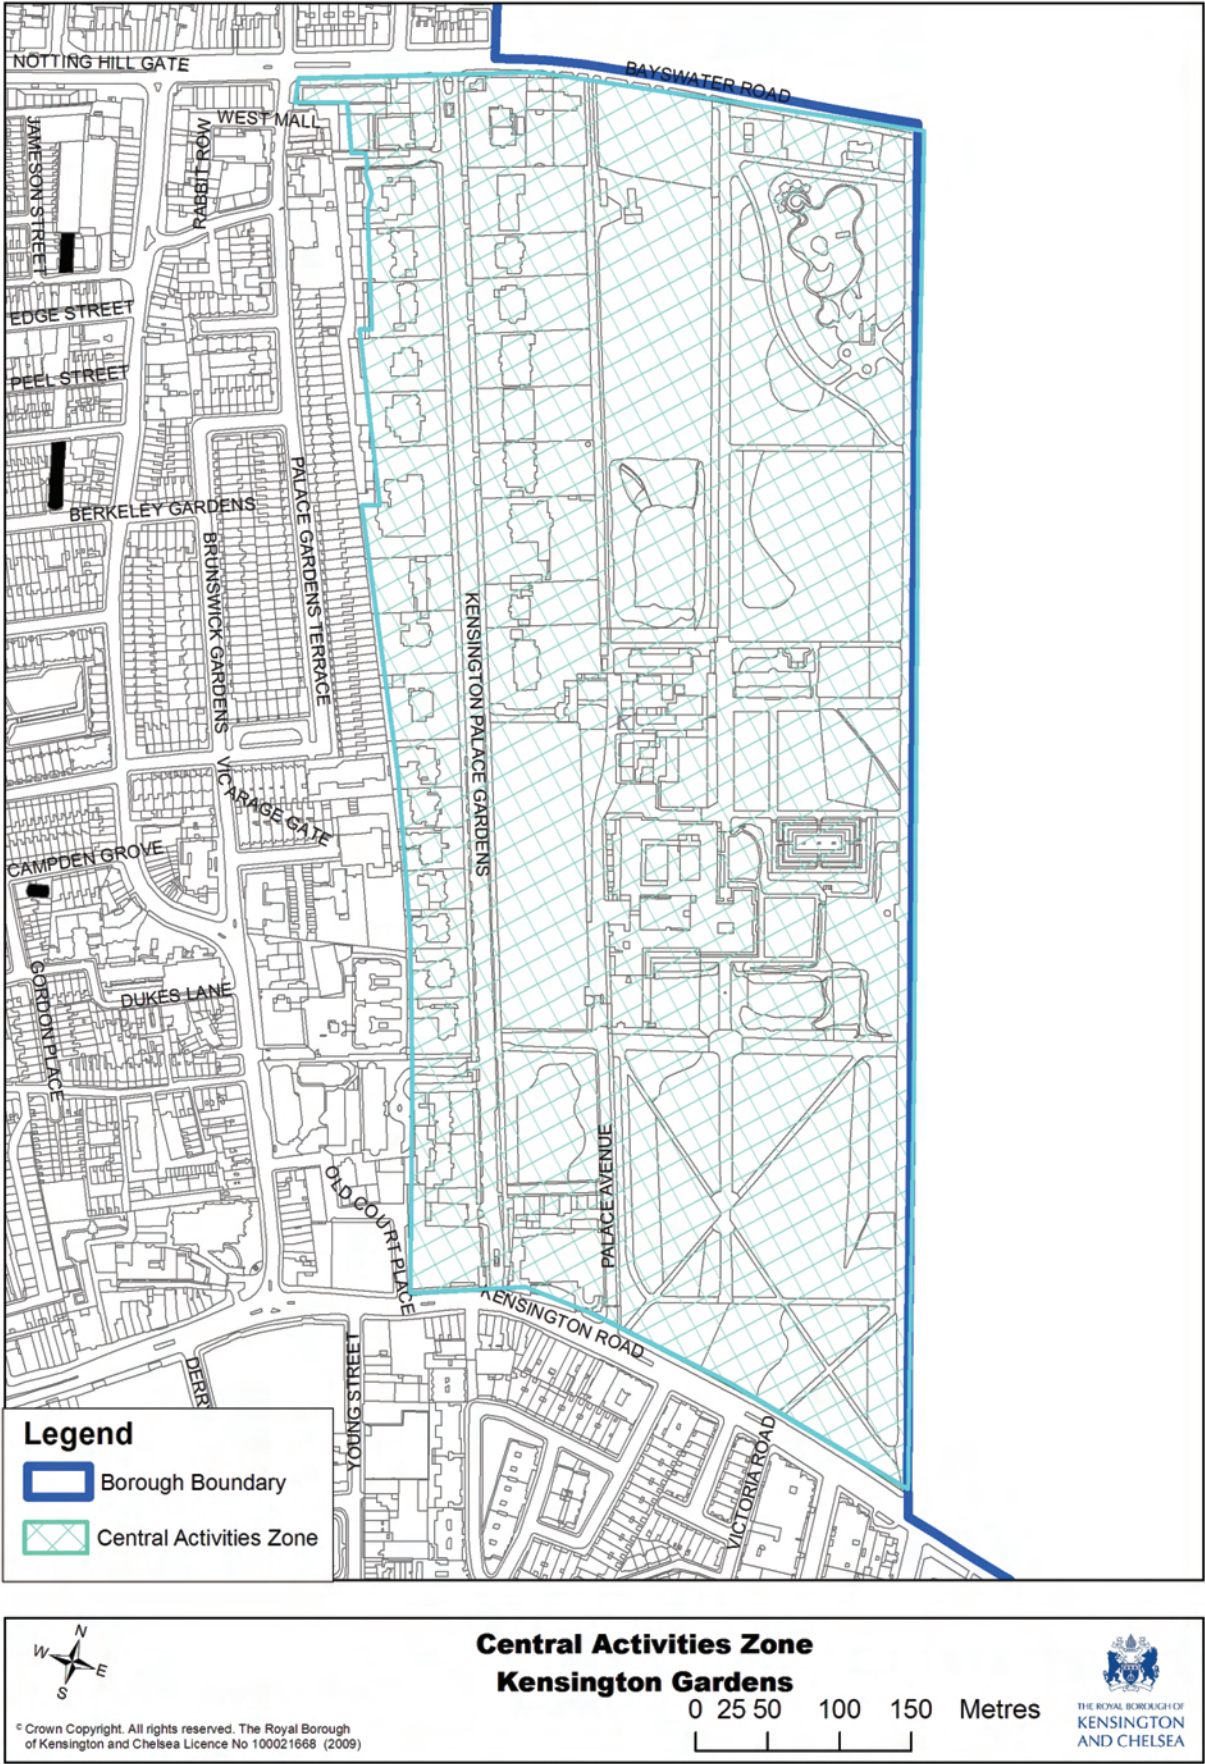 NOTTING HILL GATE
BAYSWATER ROAD
WEST MALL
JAMESON STREET
RABBIT ROW
EDGE STREET
PEEL STREET
PALACE GARDENS TERRACE
BERKELEY GARDENS
BRUNSWICK GARDENS
KENSINGTON PALACE GARDENS
VICARAGE GATE
CAMPDEN GROVE
GORDON PLACE
DUKES LANE
PALACE AVENUE
OLD COURT PLACE
KENSINGTON ROAD
DERRY
YOUNG STREET
VICTORIA ROAD
Legend
Borough Boundary
Central Activities Zone
N
W E
S
© Crown Copyright. All rights reserved. The Royal Borough
of Kensington and Chelsea Licence No 100021668 (2009)
Central Activities Zone
Kensington Gardens
0 25 50 100 150 Metres
THE ROYAL BOROUGH OF
KENSINGTON
AND CHELSEA